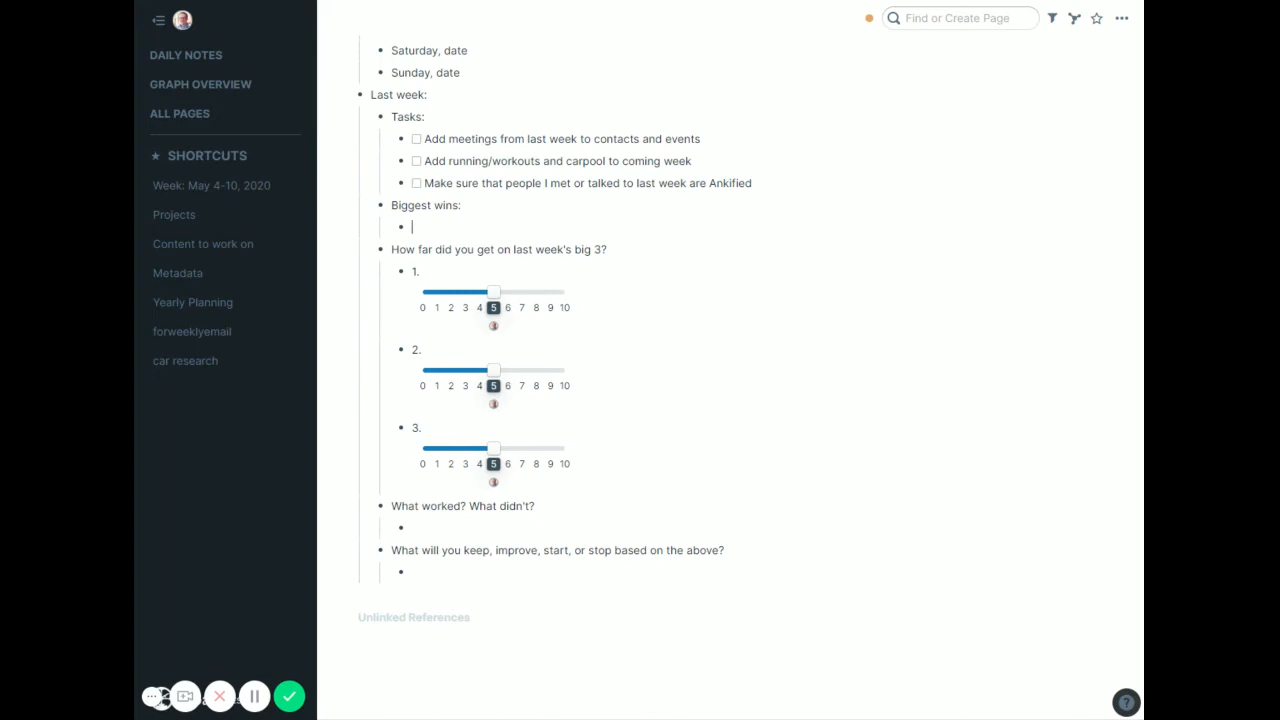 DAILY NOTES
GRAPH OVERVIEW
ALL PAGES
★ SHORTCUTS
Week: May 4-10, 2020
Projects
Content to work on
Metadata
Yearly Planning
forweeklyemail
car research
Find or Create Page
Saturday, date
Sunday, date
Last week:
Tasks:
Add meetings from last week to contacts and events
Add running/workouts and carpool to coming week
Make sure that people I met or talked to last week are Ankified
Biggest wins:
How far did you get on last week's big 3?
1.
0 1 2 3 4 5 6 7 8 9 10
2.
0 1 2 3 4 5 6 7 8 9 10
3.
0 1 2 3 4 5 6 7 8 9 10
What worked? What didn't?
What will you keep, improve, start, or stop based on the above?
Unlinked References
?